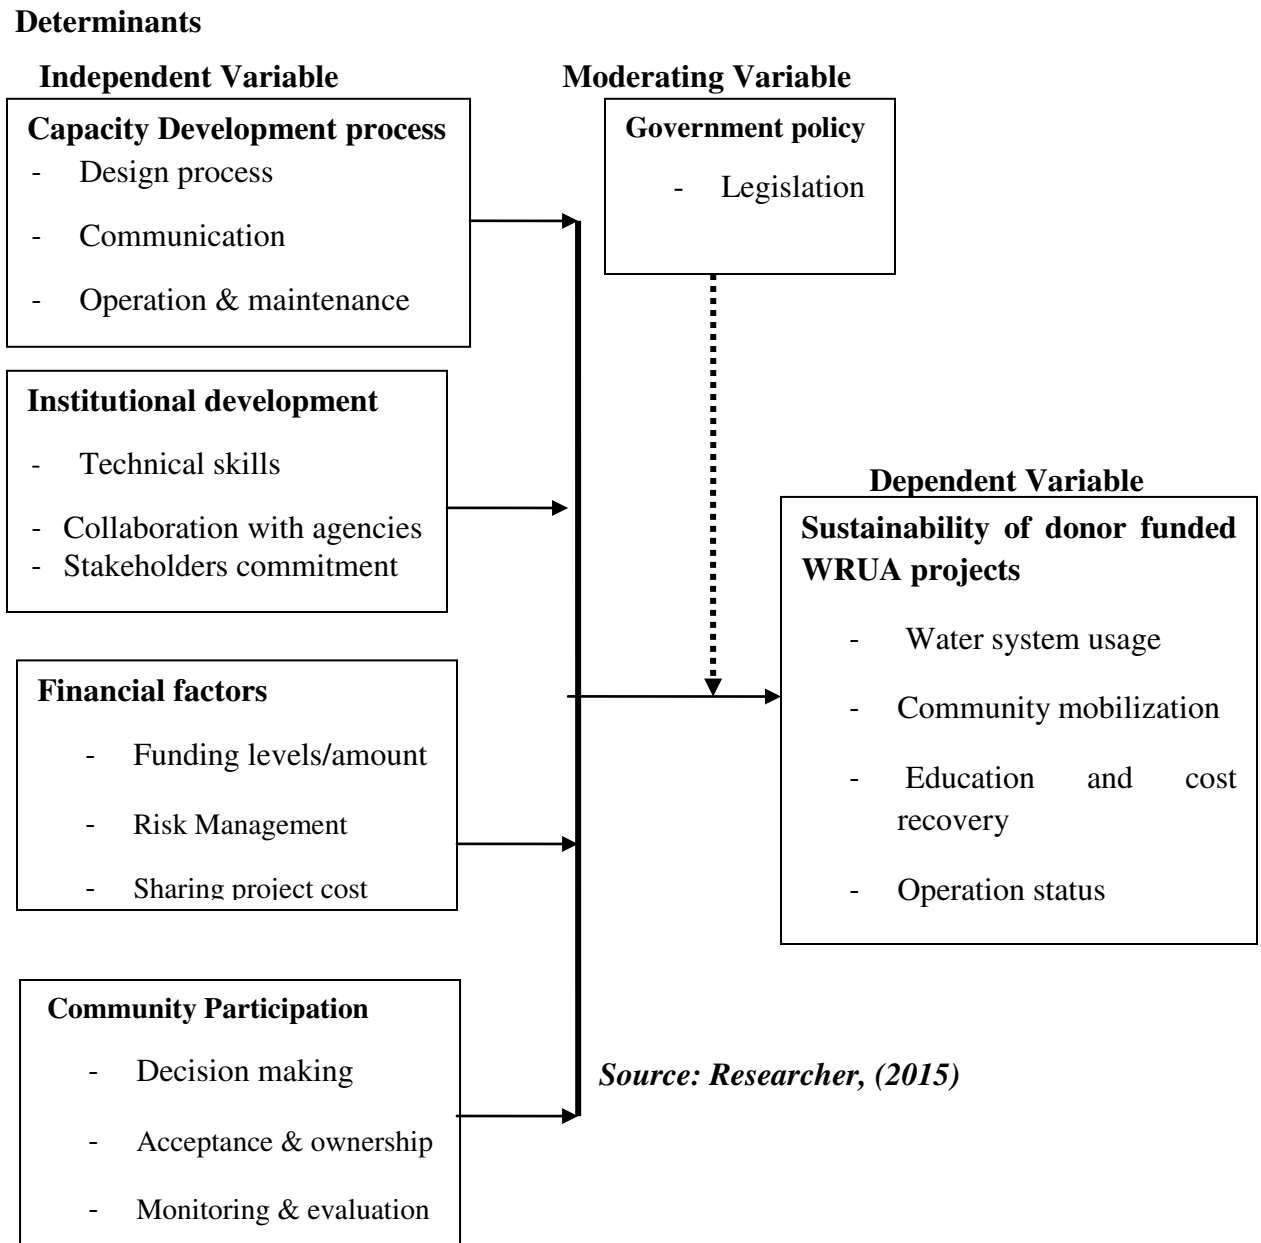 Determinants
Independent Variable
Capacity Development process
- Design process
- Communication
- Operation & maintenance
Institutional development
- Technical skills
- Collaboration with agencies
- Stakeholders commitment
Financial factors
- Funding levels/amount
- Risk Management
- Sharing project cost
Community Participation
- Decision making
- Acceptance & ownership
- Monitoring & evaluation
Moderating Variable
Government policy
- Legislation
Dependent Variable
Sustainability of donor funded
WRUA projects
- Water system usage
- Community mobilization
- Education and cost
recovery
- Operation status
Source: Researcher, (2015)